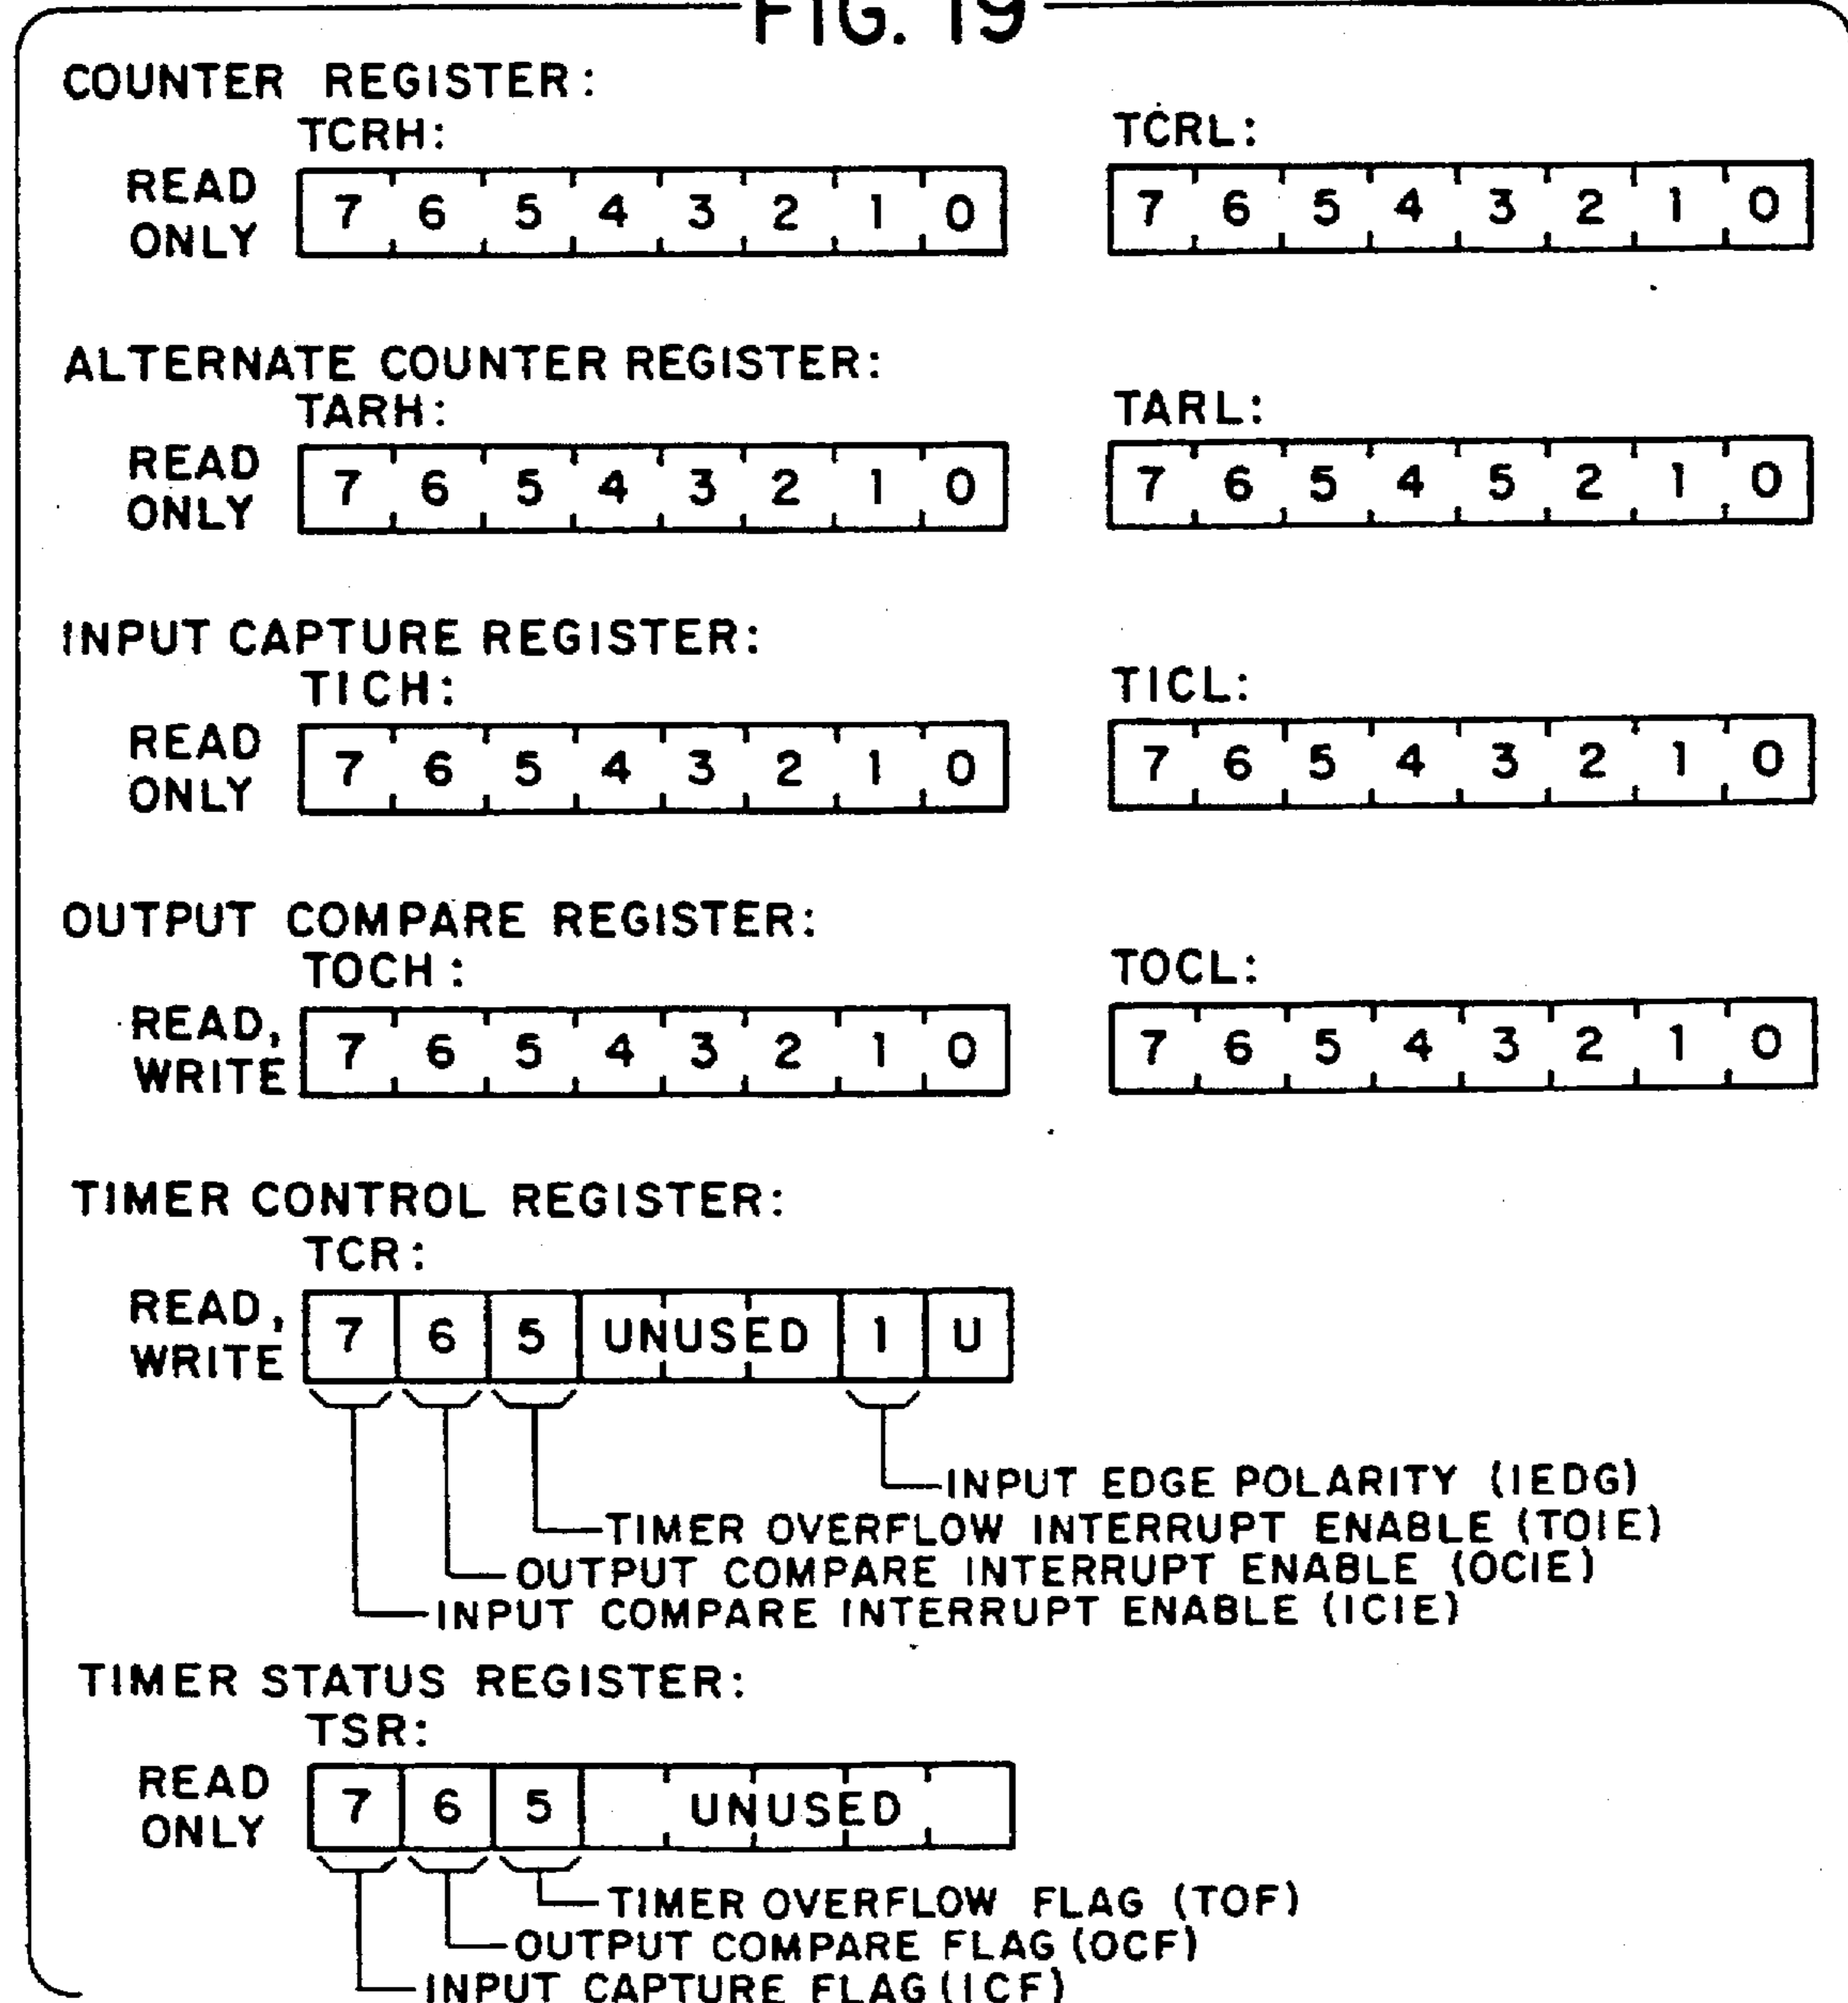 FIG. 19
COUNTER REGISTER:
TCRH: TCRL:
READ ONLY 7 6 5 4 3 2 1 0 7 6 5 4 3 2 1 0
ALTERNATE COUNTER REGISTER:
TARH: TARL:
READ ONLY 7 6 5 4 3 2 1 0 7 6 5 4 5 2 1 0
INPUT CAPTURE REGISTER:
TICH: TICL:
READ ONLY 7 6 5 4 3 2 1 0 7 6 5 4 3 2 1 0
OUTPUT COMPARE REGISTER:
TOCH: TOCL:
READ, WRITE 7 6 5 4 3 2 1 0 7 6 5 4 3 2 1 0
TIMER CONTROL REGISTER:
TCR:
READ, WRITE 7 6 5 UNUSED 1 U
INPUT EDGE POLARITY (IEDG)
TIMER OVERFLOW INTERRUPT ENABLE (TOIE)
OUTPUT COMPARE INTERRUPT ENABLE (OCIE)
INPUT COMPARE INTERRUPT ENABLE (ICIE)
TIMER STATUS REGISTER:
TSR:
READ ONLY 7 6 5 UNUSED
TIMER OVERFLOW FLAG (TOF)
OUTPUT COMPARE FLAG (OCF)
INPUT CAPTURE FLAG (ICF)